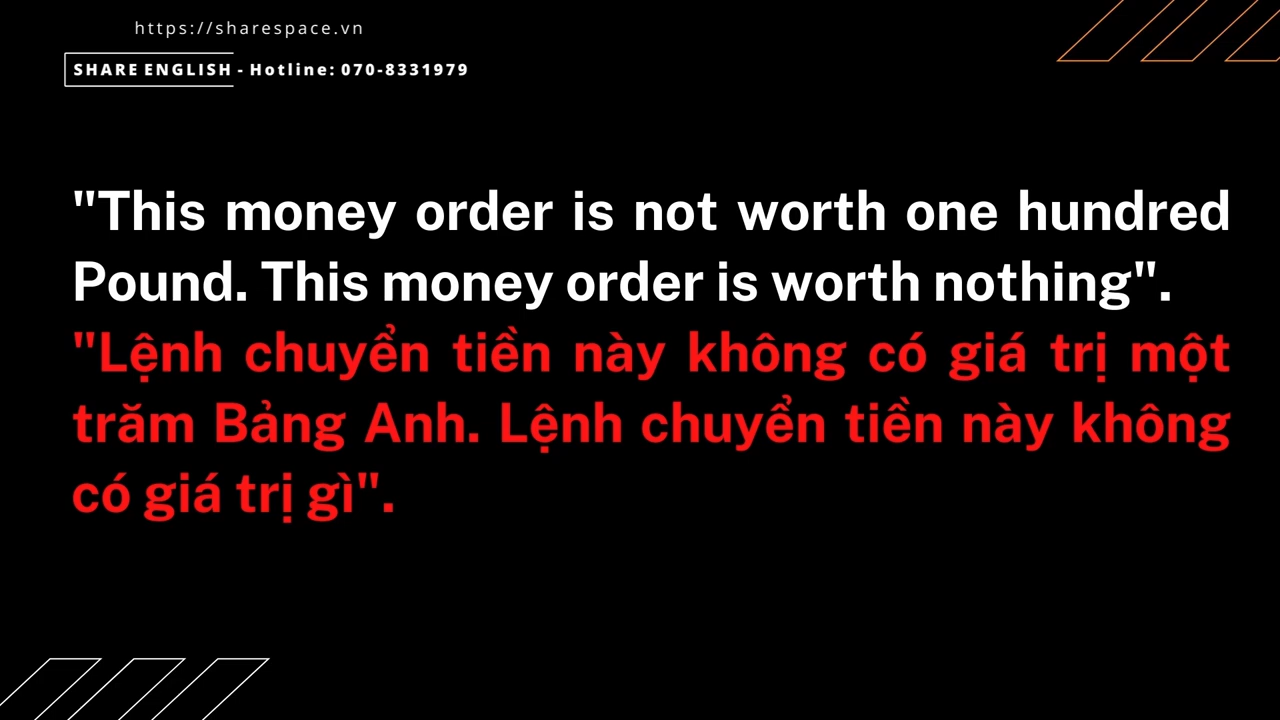 https://sharespace.vn
SHARE ENGLISH - Hotline: 070-8331979
"This money order is not worth one hundred
Pound. This money order is worth nothing".
"Lệnh chuyển tiền này không có giá trị một
trăm Bảng Anh. Lệnh chuyển tiền này không
có giá trị gì".